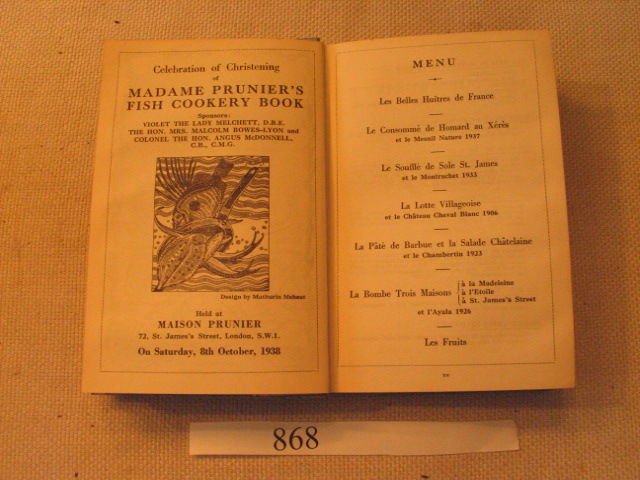 Celebration of Christening
of
MADAME PRUNIER'S
FISH COOKERY BOOK
Sponsors:
VIOLET THE LADY MELCHETT, D.B.E.
THE HON. MRS. MALCOLM BOWES-LYON and
COLONEL THE HON. ANGUS McDONNELL,
C.B., C.M.G.
Design by Mathurin Meheut
Held at
MAISON PRUNIER
72, St. James's Street, London, S.W.1.
On Saturday, 8th October, 1938
MENU
Les Belles Huîtres de France
Le Consommé de Homard au Xérès
et le Mesnil Nature 1937
Le Soufflé de Sole St. James
et le Montrachet 1933
La Lotte Villageoise
et le Château Cheval Blanc 1906
La Pâté de Barbue et la Salade Châtelaine
et le Chambertin 1923
La Bombe Trois Maisons { à la Madeleine
à l'Etoile
à St. James's Street
et l'Ayala 1926
Les Fruits
868